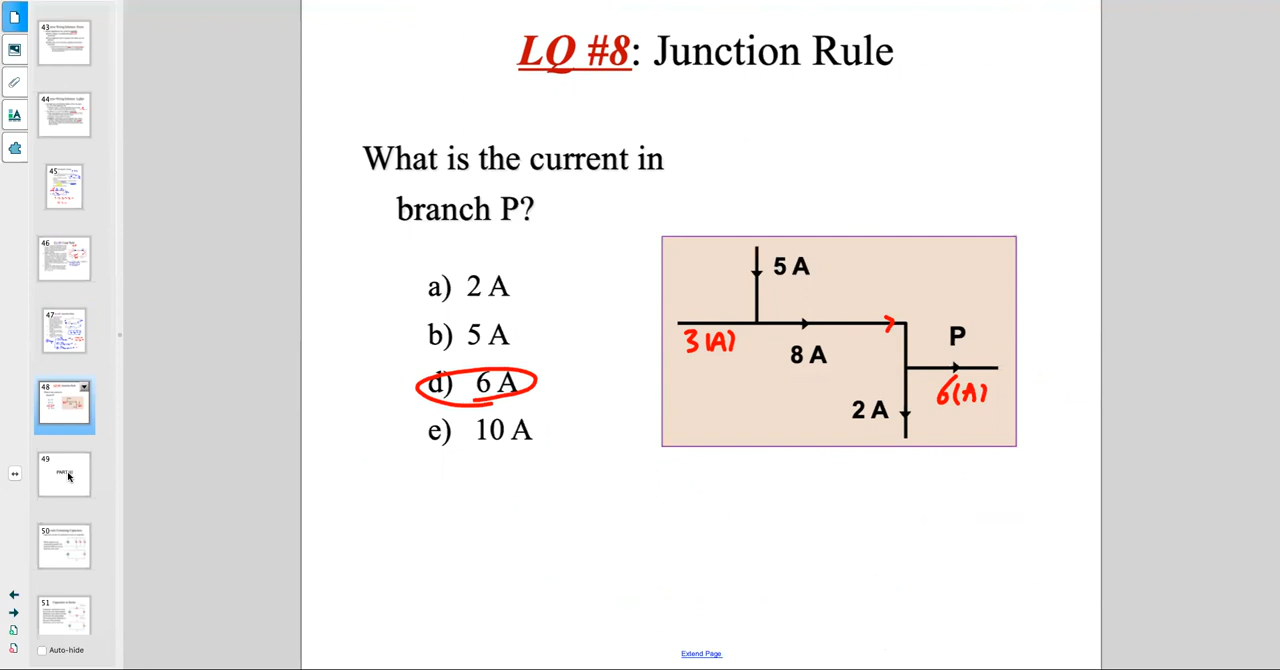 43
44
45
46
47
48
49
PART III
50
51
Auto-hide
LQ #8: Junction Rule
What is the current in
branch P?
a) 2 A
b) 5 A
d) 6 A
e) 10 A
5 A
3 (A)
8 A
P
6(A)
2 A
Extend Page